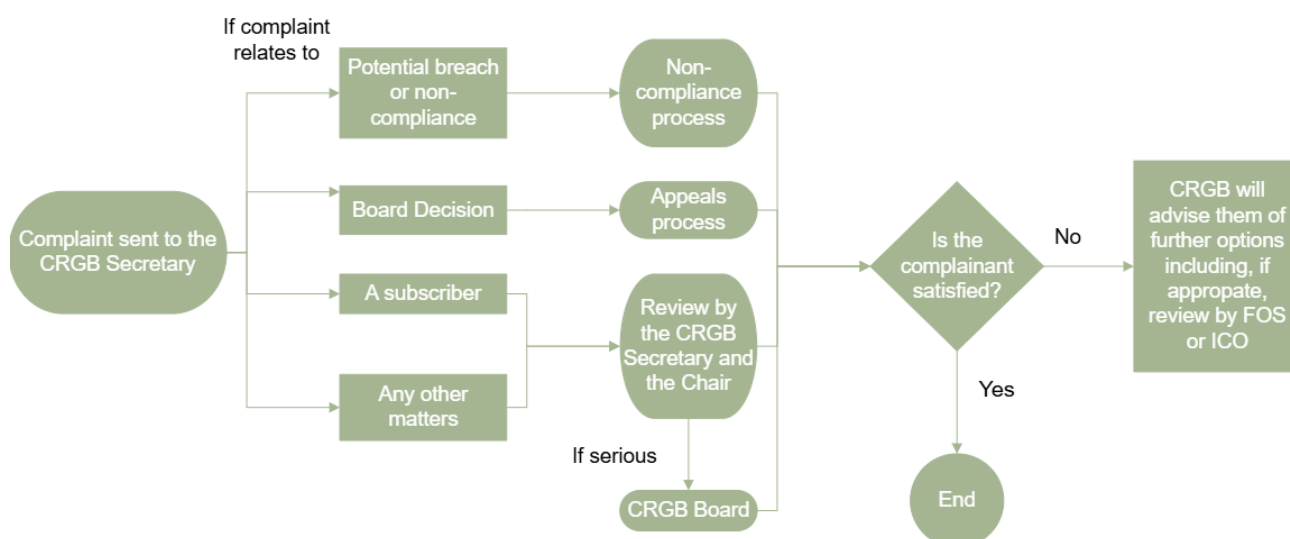 If complaint
relates to
Potential breach
or non-
compliance
Non-
compliance
process
Complaint sent to the
CRGB Secretary
Board Decision
Appeals
process
A subscriber
Any other
matters
Review by
the CRGB
Secretary and
the Chair
If serious
CRGB Board
Is the
complainant
satisfied?
No
CRGB will
advise them of
further options
including, if
appropate,
review by FOS
or ICO
Yes
End